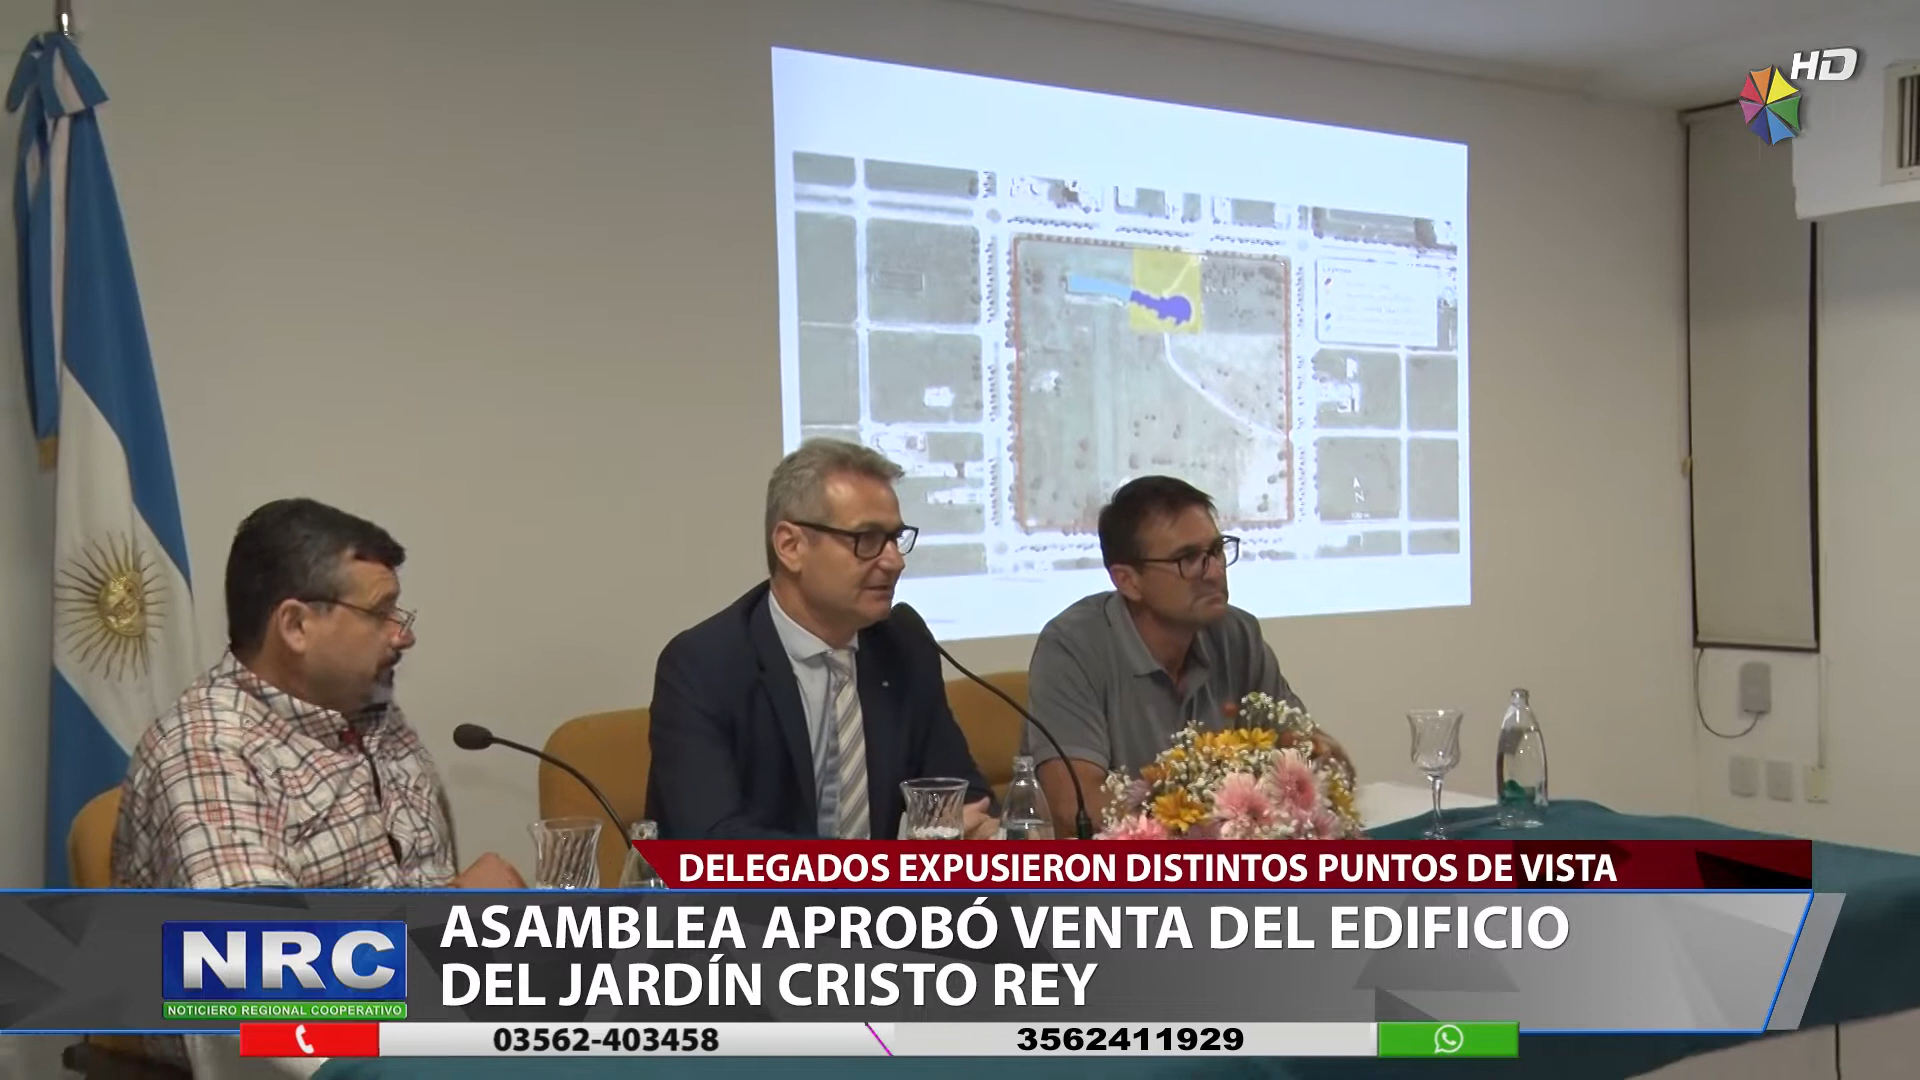 HD
N
DELEGADOS EXPUSIERON DISTINTOS PUNTOS DE VISTA
ASAMBLEA APROBÓ VENTA DEL EDIFICIO
DEL JARDÍN CRISTO REY
NRC
NOTICIERO REGIONAL COOPERATIVO
03562-403458
3562411929